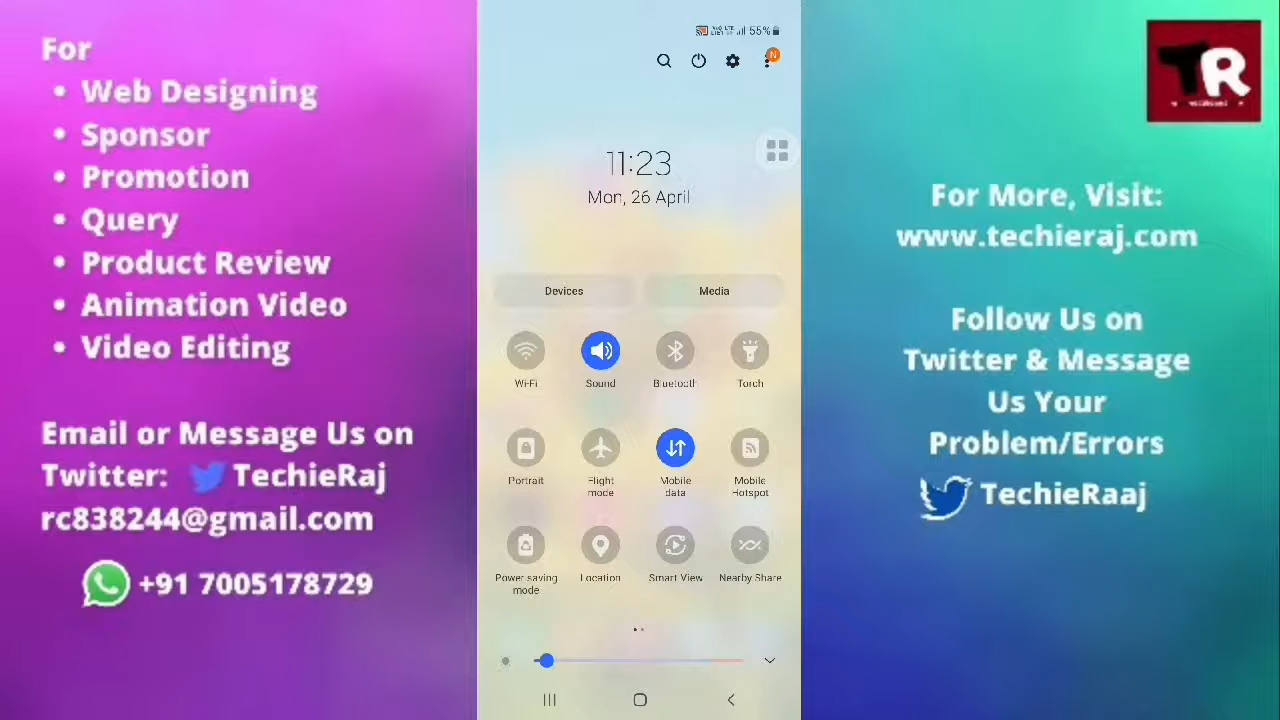 For
• Web Designing
• Sponsor
• Promotion
• Query
• Product Review
• Animation Video
• Video Editing
Email or Message Us on
Twitter: TechieRaj
rc838244@gmail.com
+91 7005178729
55%
N
11:23
Mon, 26 April
Devices
Media
Wi-Fi
Sound
Bluetooth
Torch
Portrait
Flight
mode
Mobile
data
Mobile
Hotspot
Power saving
mode
Location
Smart View
Nearby Share
TR
For More, Visit:
www.techieraj.com
Follow Us on
Twitter & Message
Us Your
Problem/Errors
TechieRaaj